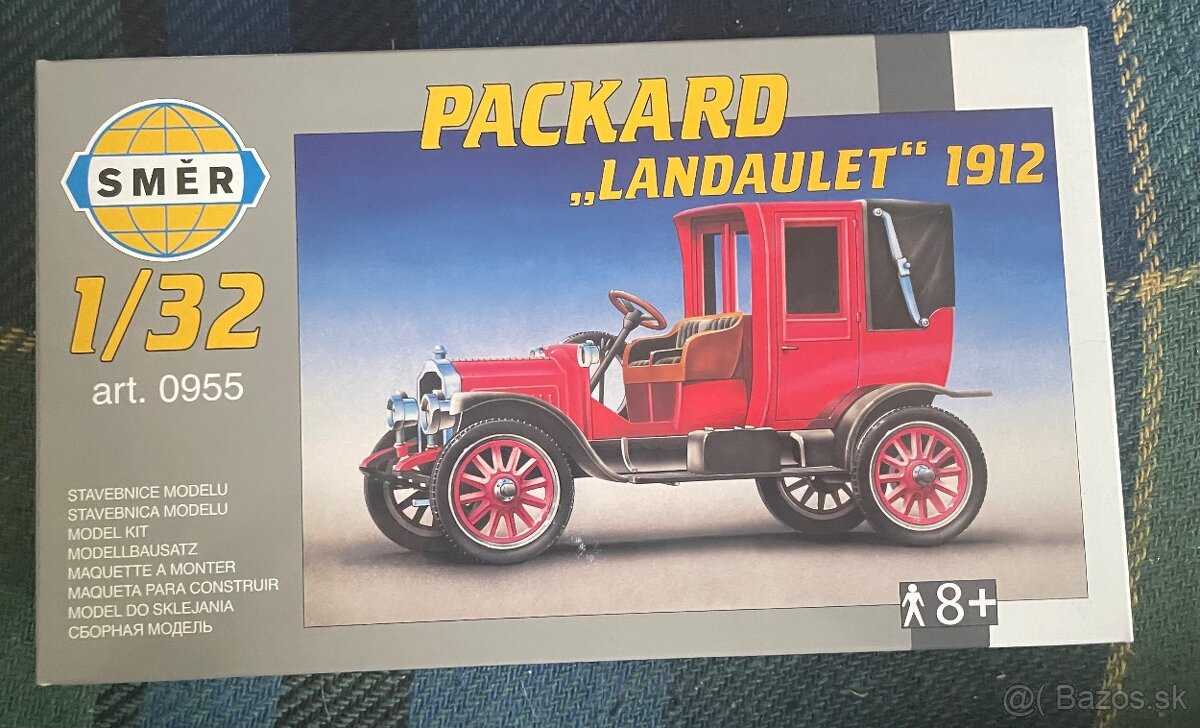 PACKARD
„LANDAULET“ 1912
SMĚR
1/32
art. 0955
STAVEBNICE MODELU
STAVEBNICA MODELU
MODEL KIT
MODELLBAUSATZ
MAQUETTE A MONTER
MAQUETA PARA CONSTRUIR
MODEL DO SKLEJANIA
СБОРНАЯ МОДЕЛЬ
8+
@( Bazos.sk